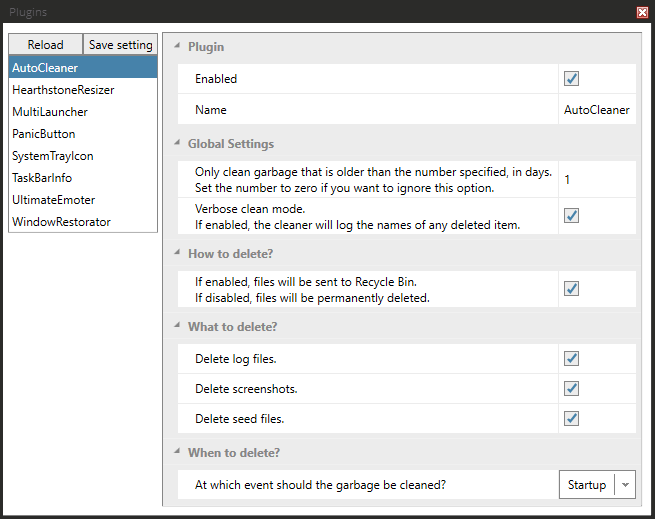 Plugins
Reload
Save setting
AutoCleaner
HearthstoneResizer
MultiLauncher
PanicButton
SystemTrayIcon
TaskBarInfo
UltimateEmoter
WindowRestorator
Plugin
Enabled
Name AutoCleaner
Global Settings
Only clean garbage that is older than the number specified, in days.
Set the number to zero if you want to ignore this option.
1
Verbose clean mode.
If enabled, the cleaner will log the names of any deleted item.
How to delete?
If enabled, files will be sent to Recycle Bin.
If disabled, files will be permanently deleted.
What to delete?
Delete log files.
Delete screenshots.
Delete seed files.
When to delete?
At which event should the garbage be cleaned? Startup